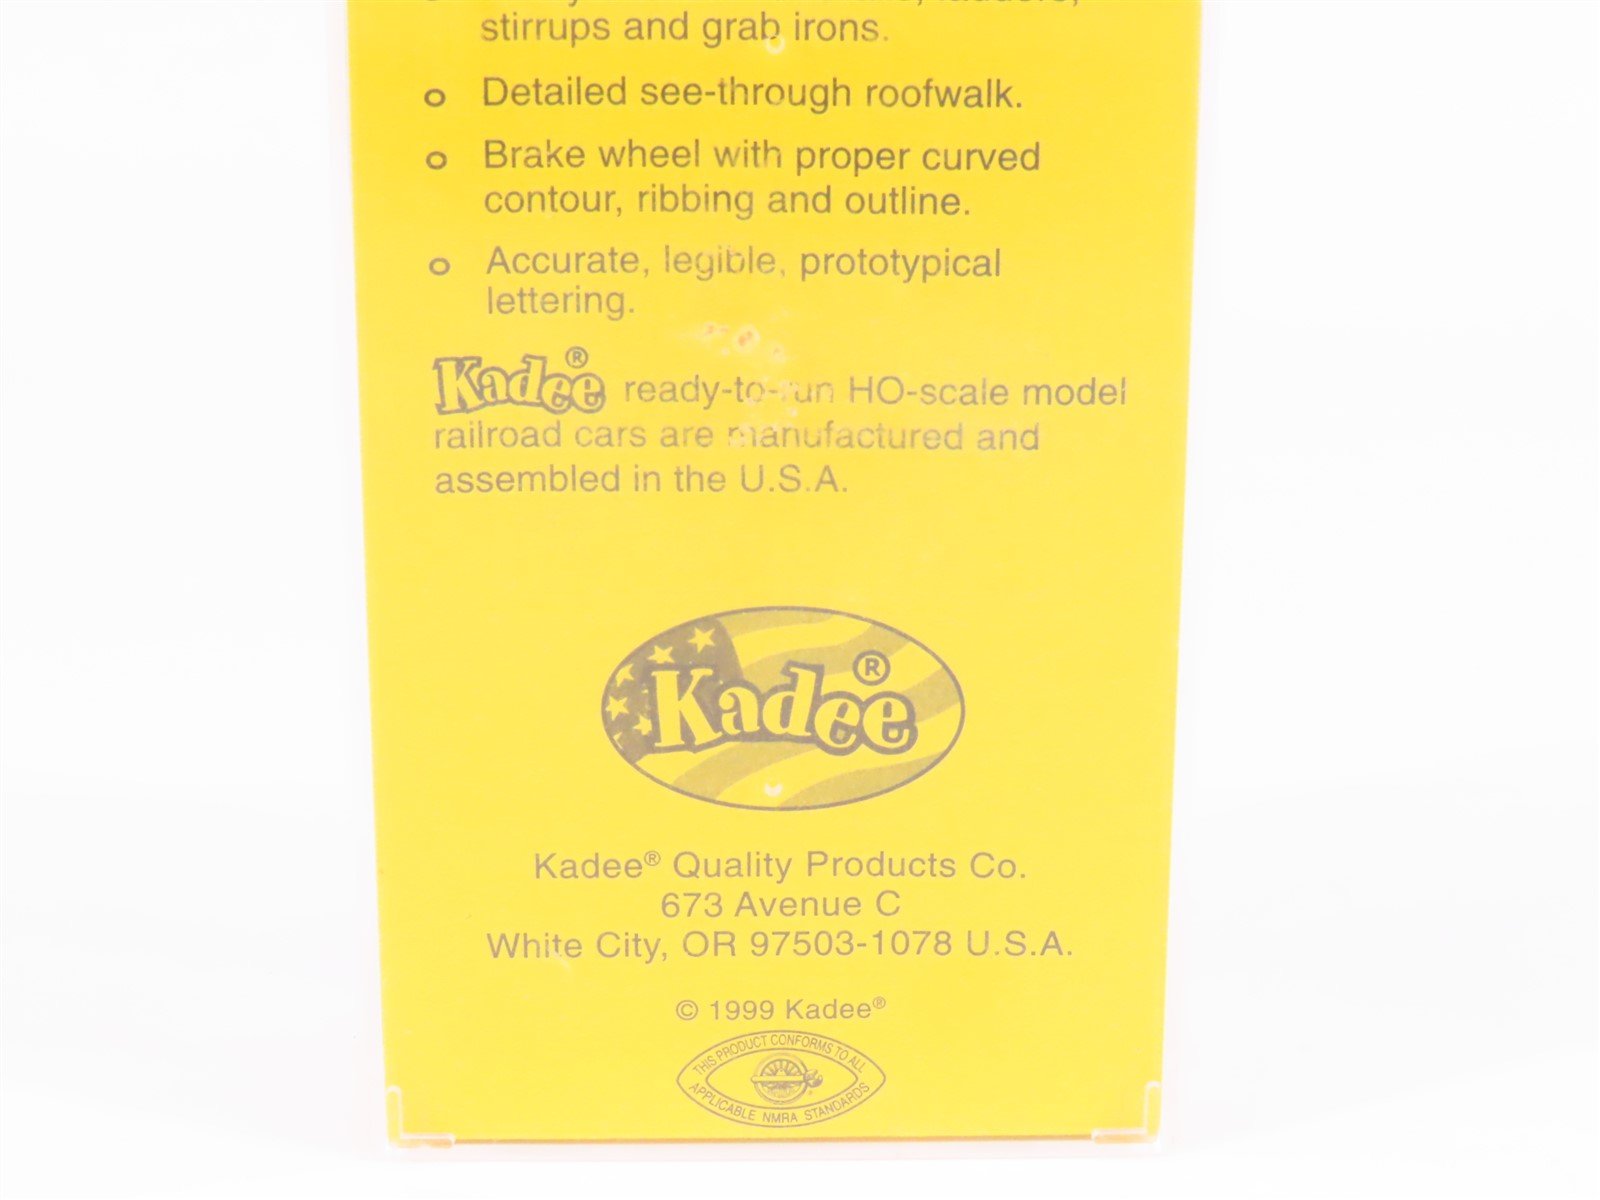 stirrups and grab irons.
o Detailed see-through roofwalk.
o Brake wheel with proper curved
contour, ribbing and outline.
o Accurate, legible, prototypical
lettering.
Kadee® ready-to-run HO-scale model
railroad cars are manufactured and
assembled in the U.S.A.
Kadee®
Kadee® Quality Products Co.
673 Avenue C
White City, OR 97503-1078 U.S.A.
© 1999 Kadee®
THIS PRODUCT CONFORMS TO ALL
APPLICABLE NMRA STANDARDS